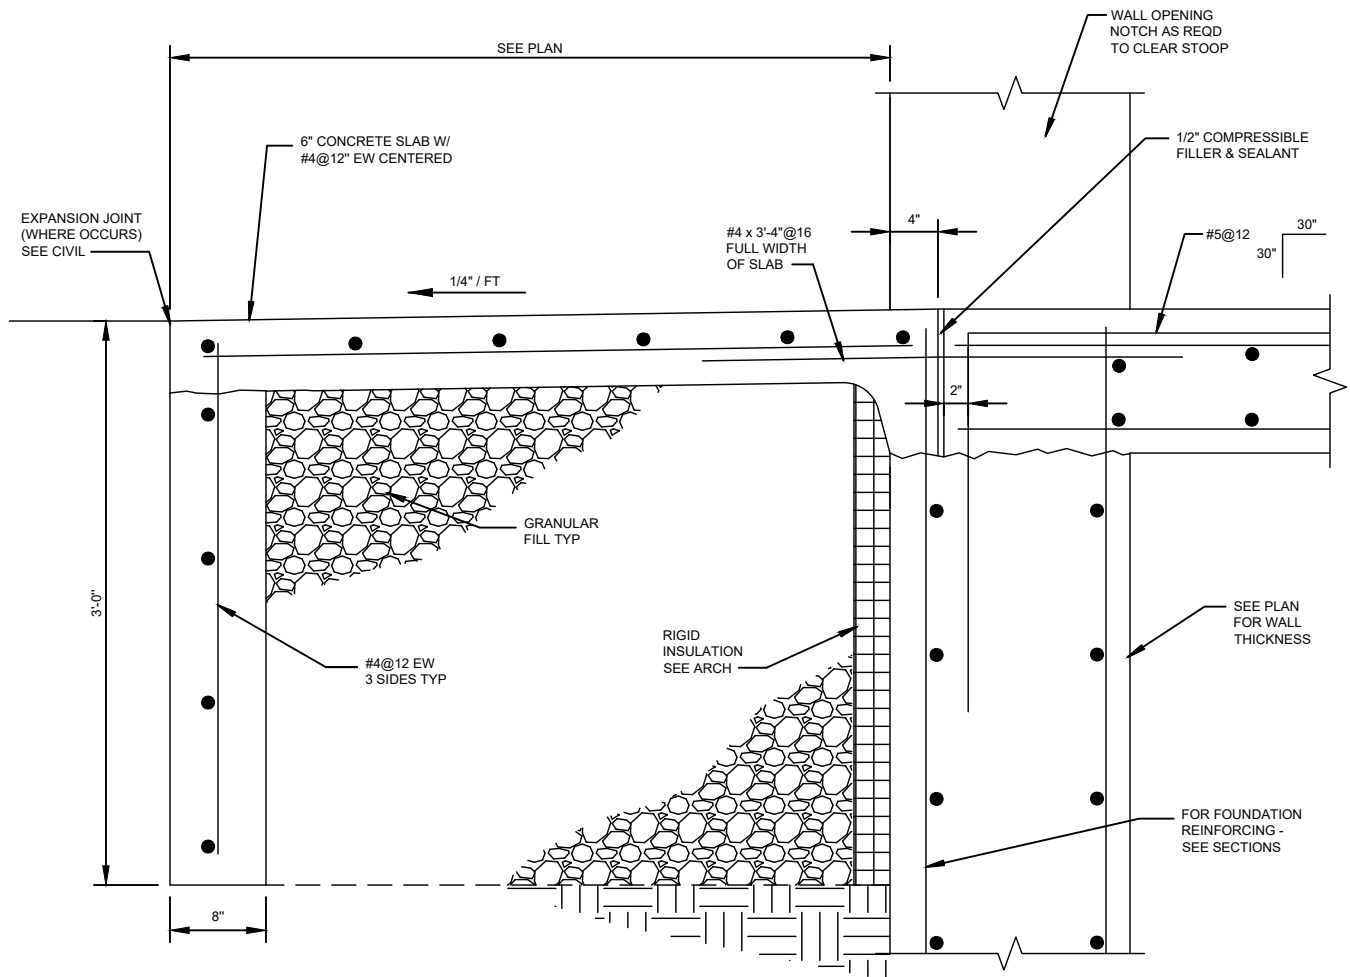 WALL OPENING
NOTCH AS REQD
TO CLEAR STOOP
SEE PLAN
6" CONCRETE SLAB W/
#4@12" EW CENTERED
1/2" COMPRESSIBLE
FILLER & SEALANT
EXPANSION JOINT
(WHERE OCCURS)
SEE CIVIL
4"
#4 x 3'-4"@16
FULL WIDTH
OF SLAB
#5@12
30"
30"
1/4" / FT
2"
GRANULAR
FILL TYP
3'-0"
SEE PLAN
FOR WALL
THICKNESS
RIGID
INSULATION
SEE ARCH
#4@12 EW
3 SIDES TYP
FOR FOUNDATION
REINFORCING -
SEE SECTIONS
8"